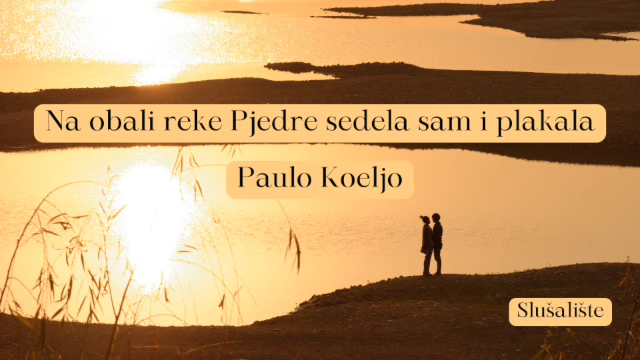 Na obali reke Pjedre sedela sam i plakala
Paulo Koeljo
Slušalište